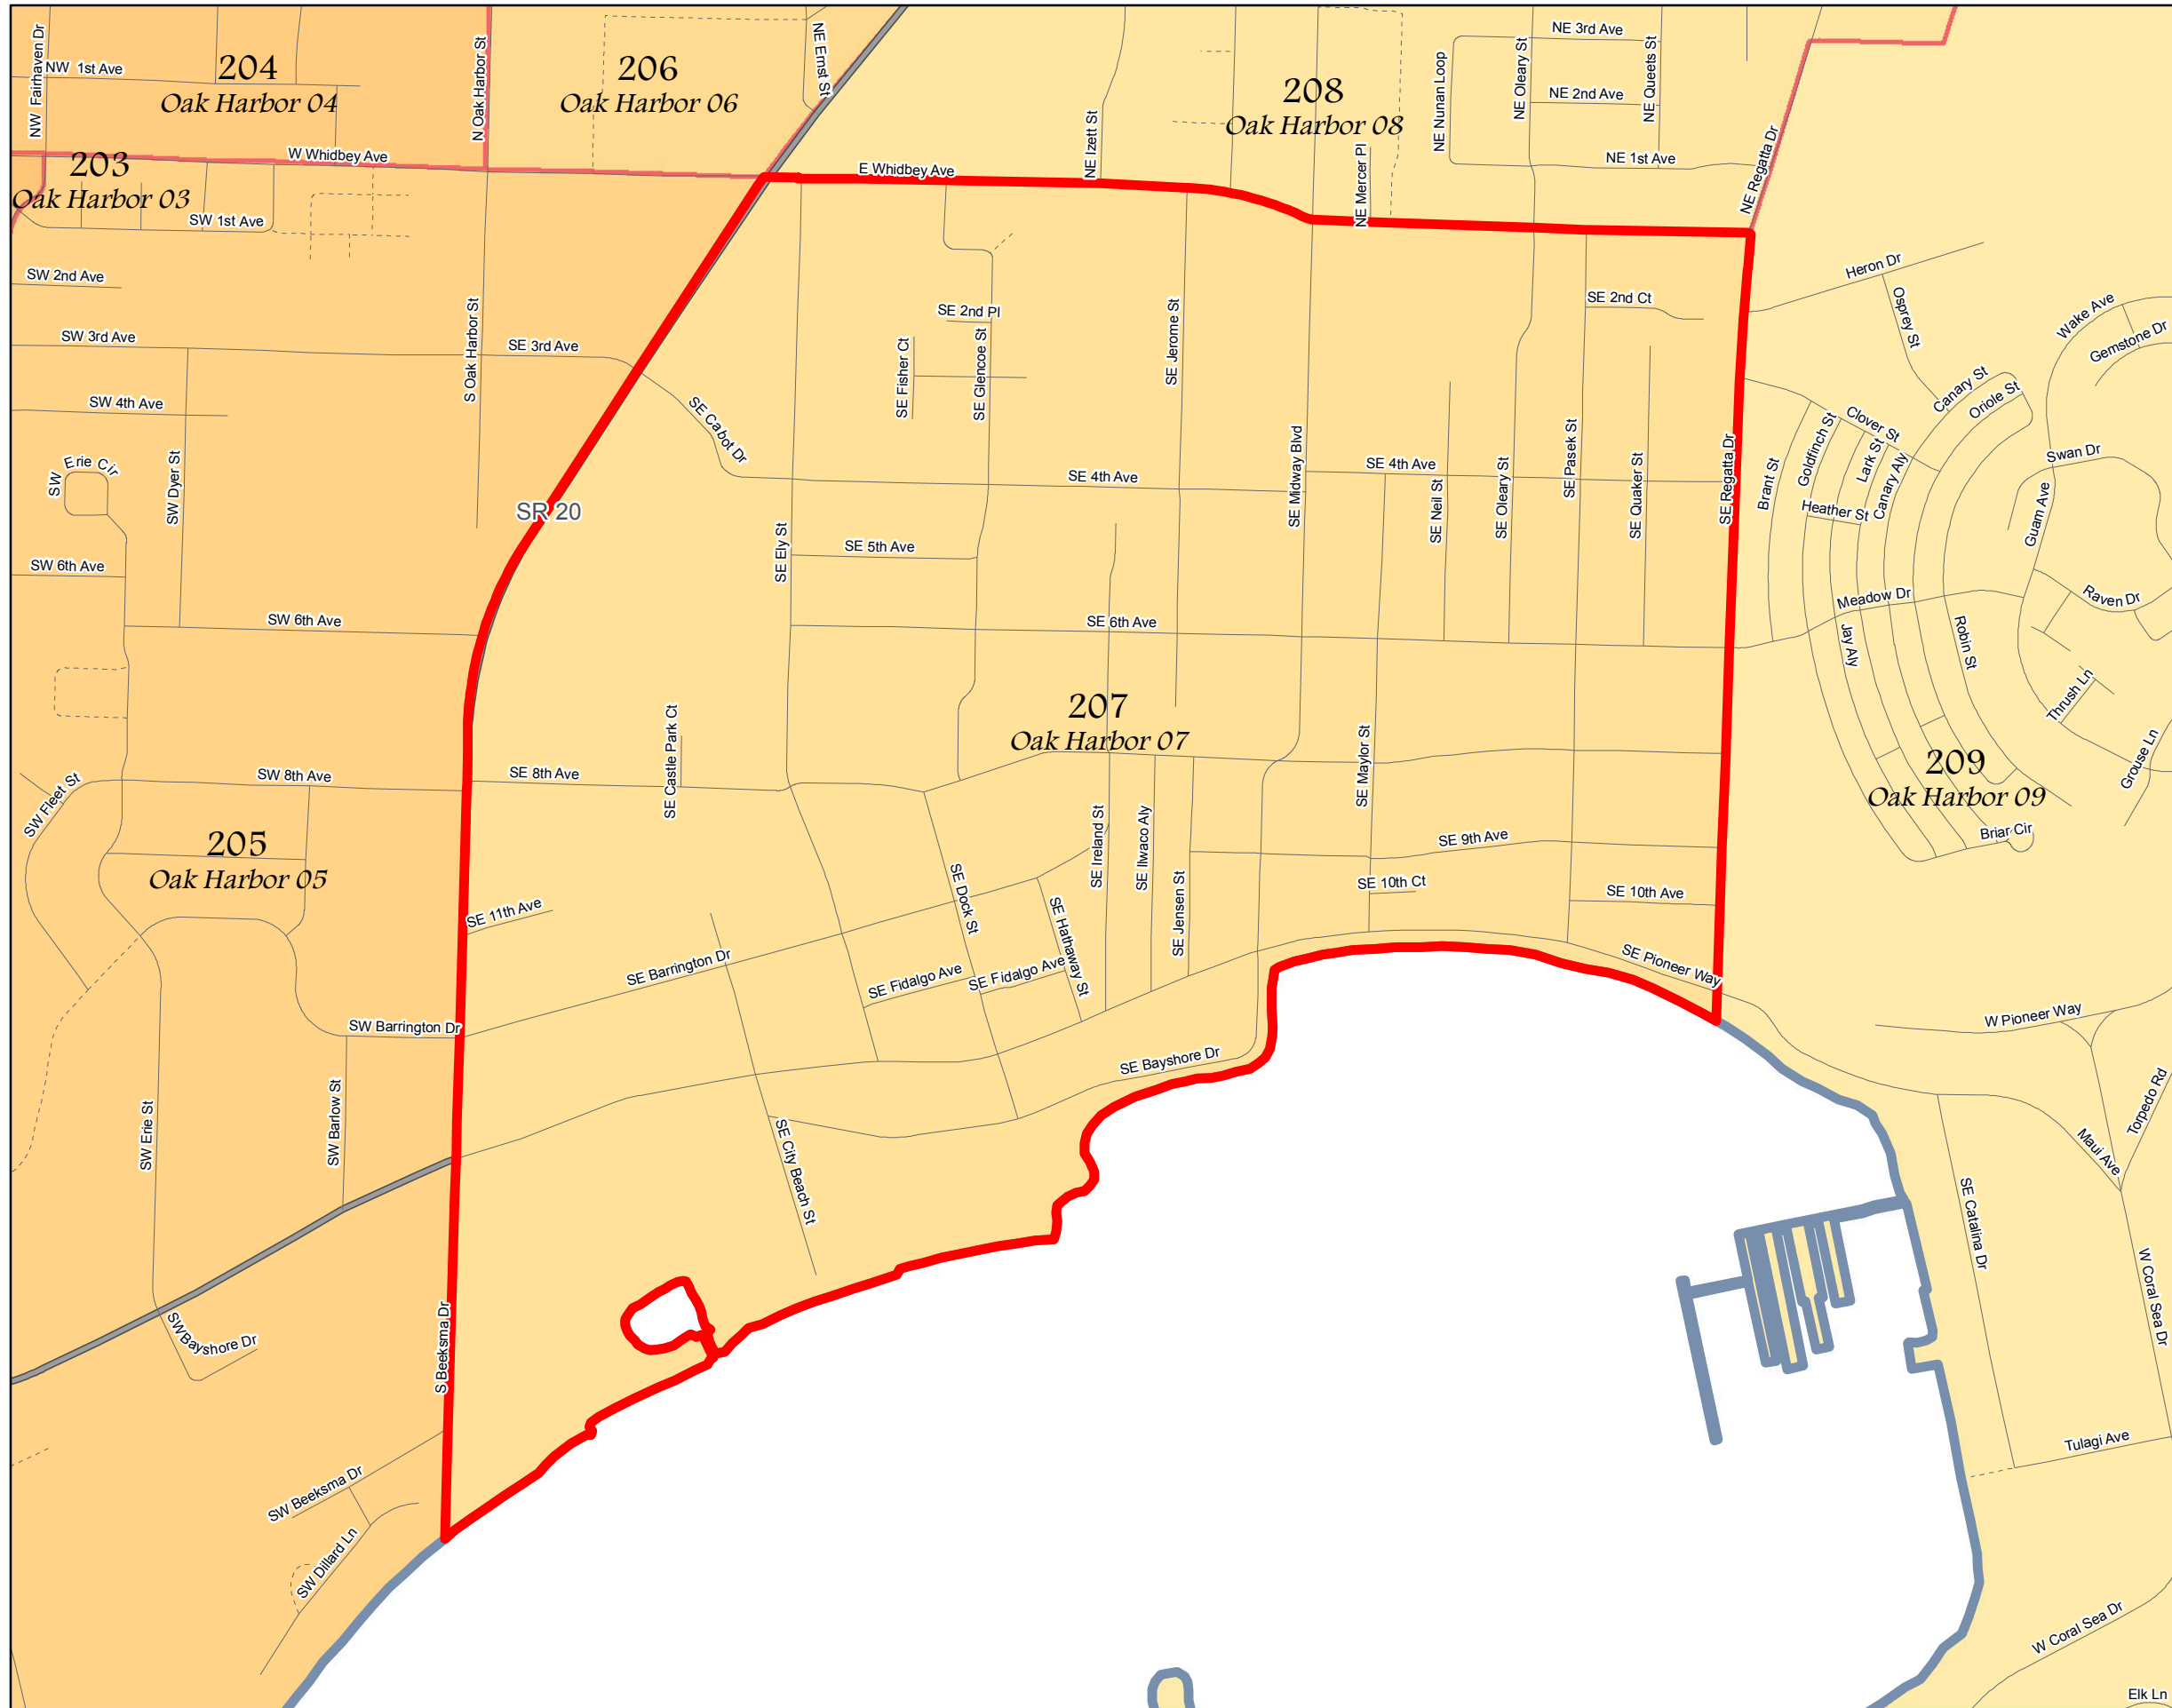 NW Fairhaven Dr
NW 1st Ave
204
Oak Harbor 04
N Oak Harbor St
206
Oak Harbor 06
NE Ernst St
208
Oak Harbor 08
NE Izett St
NE Mercer Pl
NE Nunan Loop
NE Oleary St
NE 3rd Ave
NE 2nd Ave
NE Queets St
NE 1st Ave
NE Regatta Dr
203
Oak Harbor 03
W Whidbey Ave
E Whidbey Ave
SW 1st Ave
SW 2nd Ave
SW 3rd Ave
S Oak Harbor St
SE 3rd Ave
SW 4th Ave
SW Erie Cir
SW Dyer St
SW 6th Ave
SW 6th Ave
SR 20
SE Cabot Dr
SE Fisher Ct
SE 2nd Pl
SE Glencoe St
SE Jerome St
SE 4th Ave
SE Midway Blvd
SE 4th Ave
SE Neil St
SE Oleary St
SE 2nd Ct
SE Pasek St
SE Quaker St
SE Regatta Dr
Heron Dr
Osprey St
Wake Ave
Gemstone Dr
Canary St
Oriole St
Clover St
Goldfinch St
Lark St
Canary Aly
Brant St
Heather St
Swan Dr
Guam Ave
Meadow Dr
Raven Dr
Jay Aly
Robin St
Thrush Ln
Grouse Ln
209
Oak Harbor 09
Briar Cir
SE Ely St
SE 5th Ave
SE 6th Ave
207
Oak Harbor 07
SE Castle Park Ct
SE 8th Ave
SW 8th Ave
SW Fleet St
205
Oak Harbor 05
SE Maylor St
SE 9th Ave
SE 10th Ct
SE 10th Ave
SE Ireland St
SE Ilwaco Aly
SE Jensen St
SE Dock St
SE Hathaway St
SE 11th Ave
SE Barrington Dr
SE Fidalgo Ave
SE Fidalgo Ave
SE Pioneer Way
SW Barrington Dr
SE Bayshore Dr
W Pioneer Way
Torpedo Rd
Maui Ave
SW Erie St
SW Barlow St
SE City Beach St
SE Catalina Dr
W Coral Sea Dr
SW Bayshore Dr
S Beeksma Dr
SW Beeksma Dr
SW Dillard Ln
Tulagi Ave
W Coral Sea Dr
Elk Ln